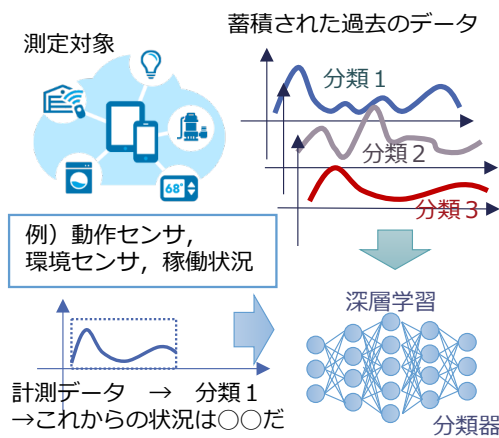 蓄積された過去のデータ
測定対象
分類１
分類２
分類３
68°
例）動作センサ，
環境センサ，稼働状況
深層学習
計測データ　→　分類１
→これからの状況は○○だ
分類器